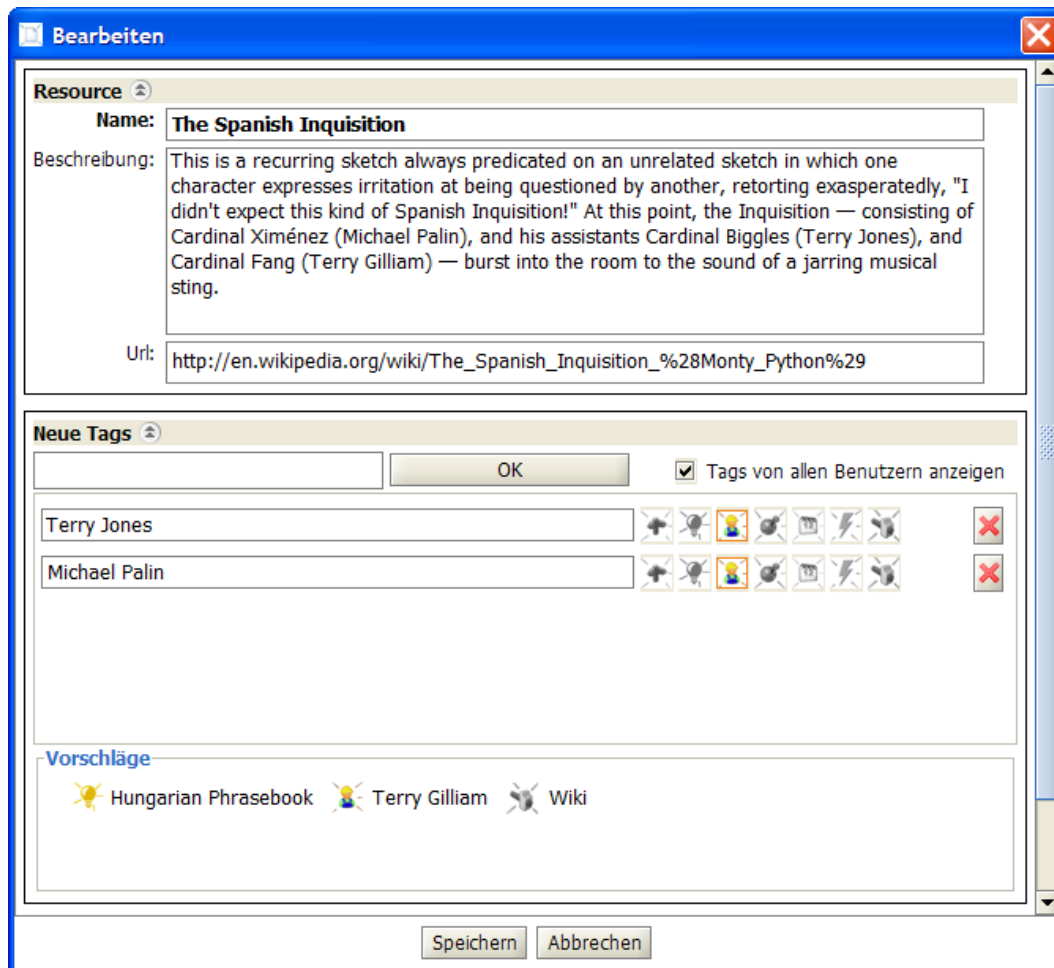 Bearbeiten
Resource
Name: The Spanish Inquisition
Beschreibung: This is a recurring sketch always predicated on an unrelated sketch in which one
character expresses irritation at being questioned by another, retorting exasperatedly, "I
didn't expect this kind of Spanish Inquisition!" At this point, the Inquisition — consisting of
Cardinal Ximénez (Michael Palin), and his assistants Cardinal Biggles (Terry Jones), and
Cardinal Fang (Terry Gilliam) — burst into the room to the sound of a jarring musical
sting.
Url: http://en.wikipedia.org/wiki/The_Spanish_Inquisition_%28Monty_Python%29
Neue Tags
OK Tags von allen Benutzern anzeigen
Terry Jones
Michael Palin
Vorschläge
Hungarian Phrasebook Terry Gilliam Wiki
Speichern Abbrechen